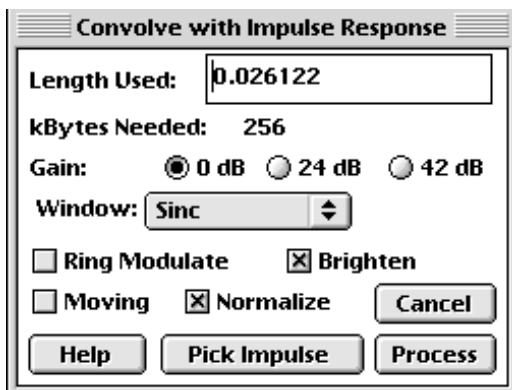 Convolve with Impulse Response
Length Used: 0.026122
kBytes Needed: 256
Gain: 0 dB 24 dB 42 dB
Window: Sinc
Ring Modulate Brighten
Moving Normalize Cancel
Help Pick Impulse Process